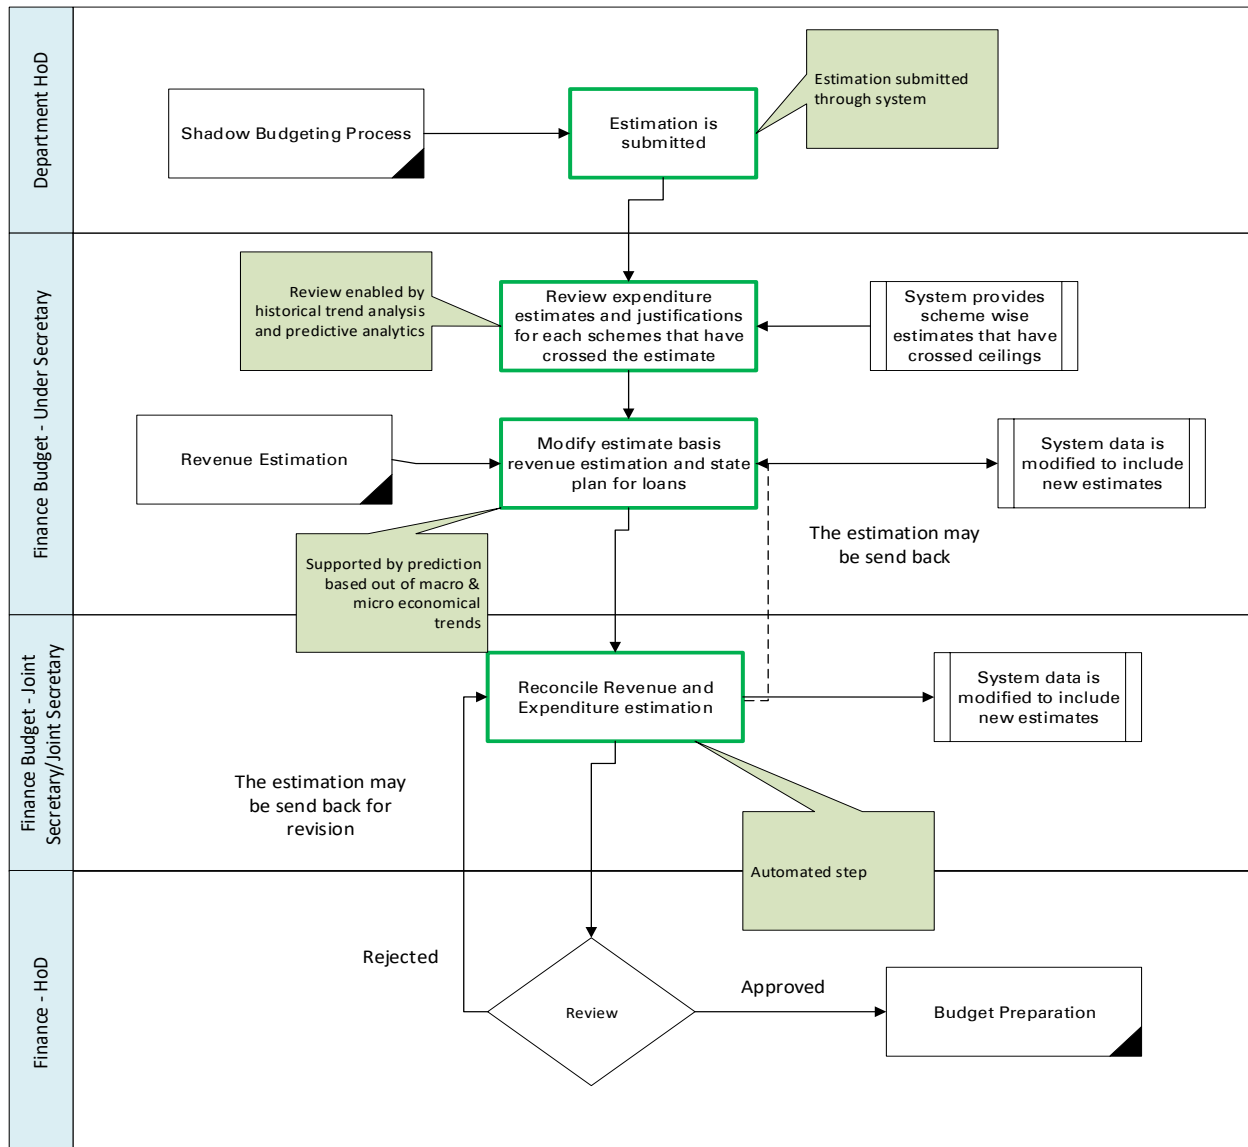 Department HoD
Shadow Budgeting Process
Estimation is
submitted
Estimation submitted
through system
Finance Budget - Under Secretary
Review enabled by
historical trend analysis
and predictive analytics
Review expenditure
estimates and justifications
for each schemes that have
crossed the estimate
System provides
scheme wise
estimates that have
crossed ceilings
Revenue Estimation
Modify estimate basis
revenue estimation and state
plan for loans
System data is
modified to include
new estimates
The estimation may
be send back
Supported by prediction
based out of macro &
micro economical
trends
Finance Budget - Joint
Secretary/Joint Secretary
Reconcile Revenue and
Expenditure estimation
System data is
modified to include
new estimates
The estimation may
be send back for
revision
Automated step
Finance - HoD
Rejected
Review
Approved
Budget Preparation